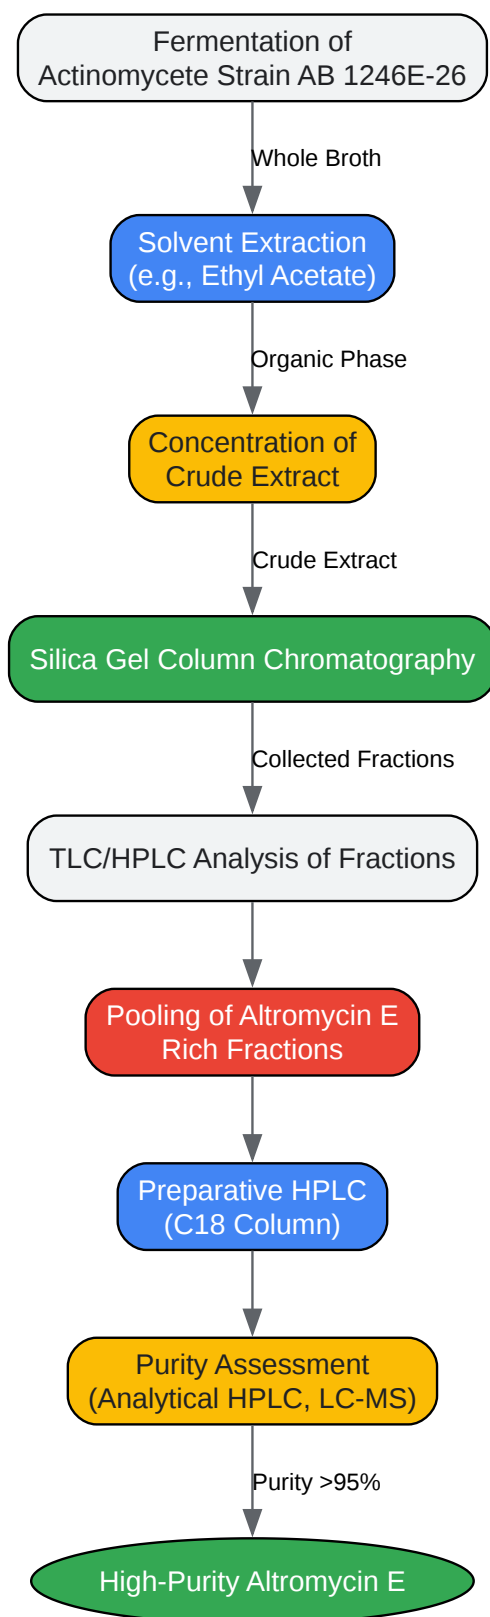 Fermentation of
Actinomycete Strain AB 1246E-26
Whole Broth
Solvent Extraction
(e.g., Ethyl Acetate)
Organic Phase
Concentration of
Crude Extract
Crude Extract
Silica Gel Column Chromatography
Collected Fractions
TLC/HPLC Analysis of Fractions
Pooling of Altromycin E
Rich Fractions
Preparative HPLC
(C18 Column)
Purity Assessment
(Analytical HPLC, LC-MS)
Purity >95%
High-Purity Altromycin E